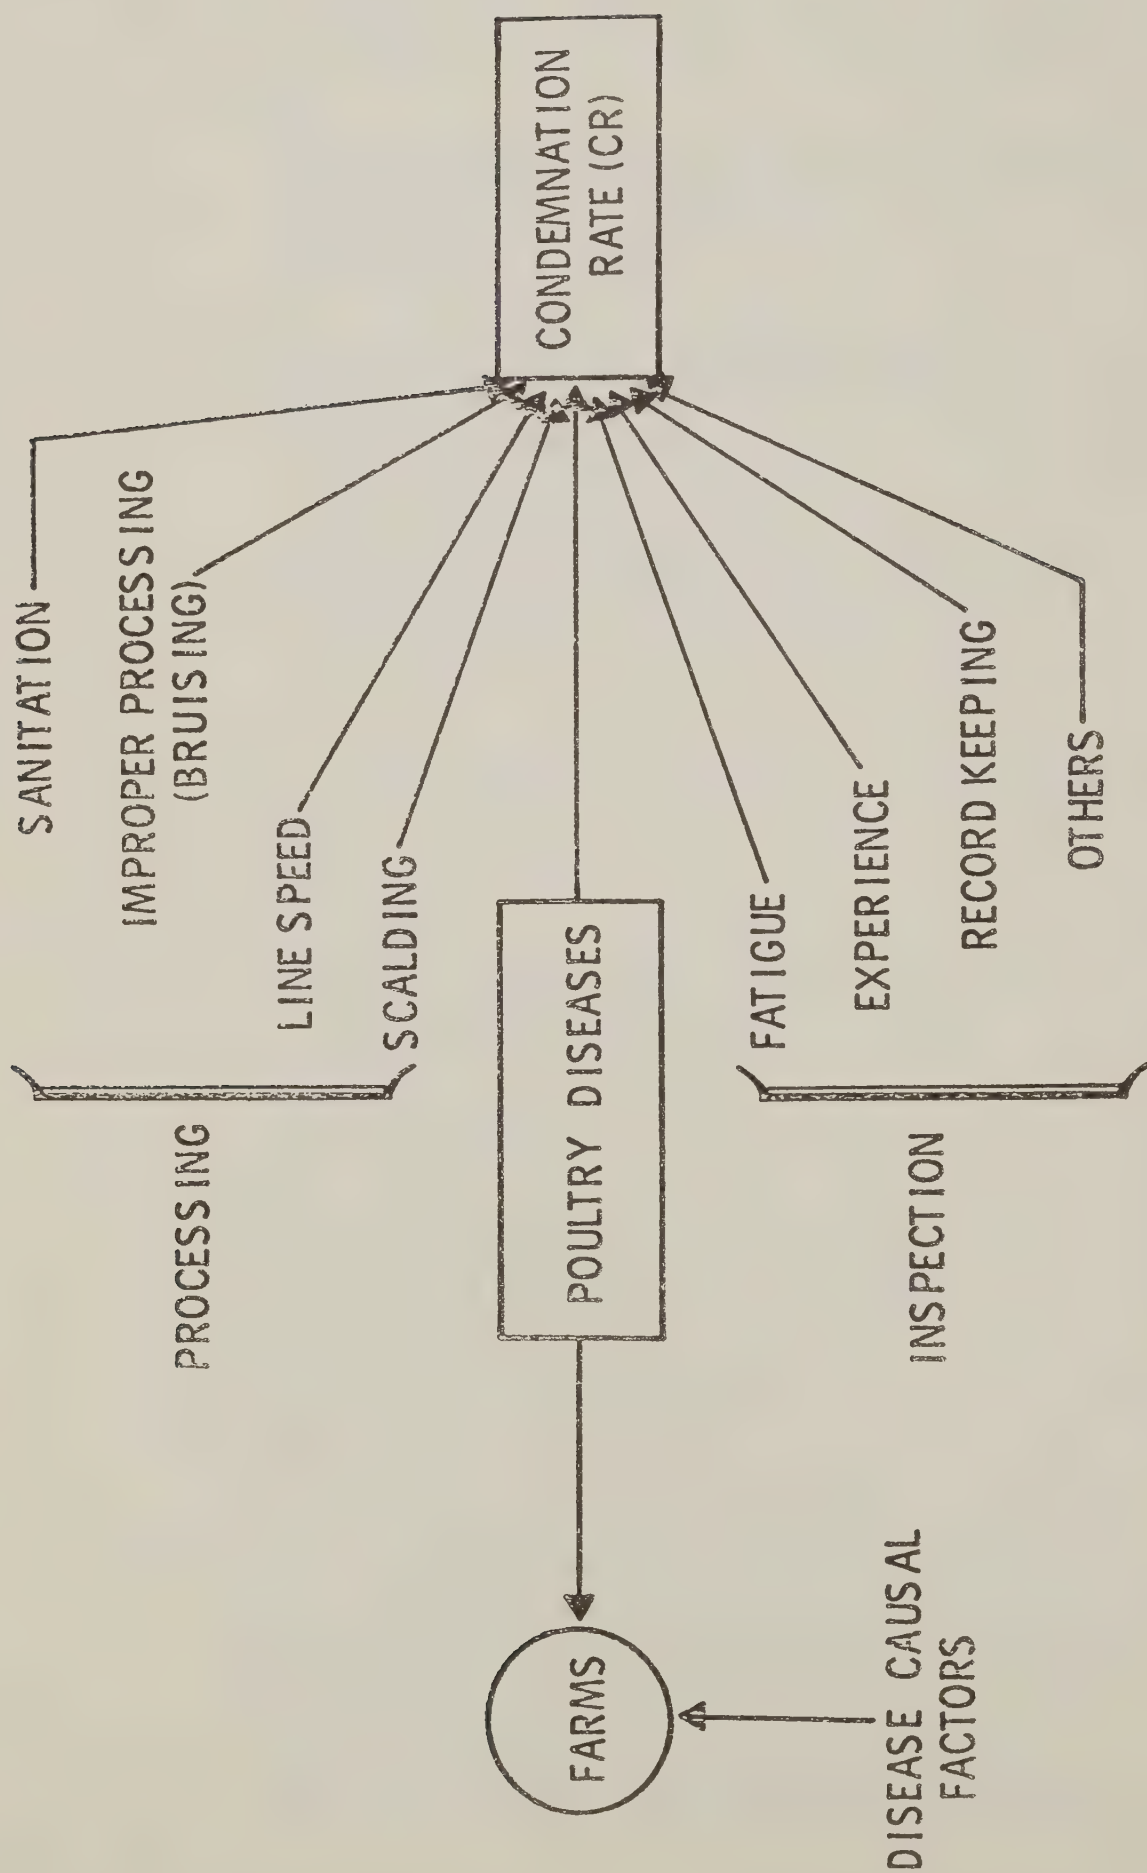 SANITATION
IMPROPER PROCESSING
(BRUISING)
LINE SPEED
SCALDING
PROCESSING
CONDEMNATION
RATE (CR)
POULTRY DISEASES
FARMS
FATIGUE
EXPERIENCE
RECORD KEEPING
OTHERS
INSPECTION
DISEASE CAUSAL
FACTORS